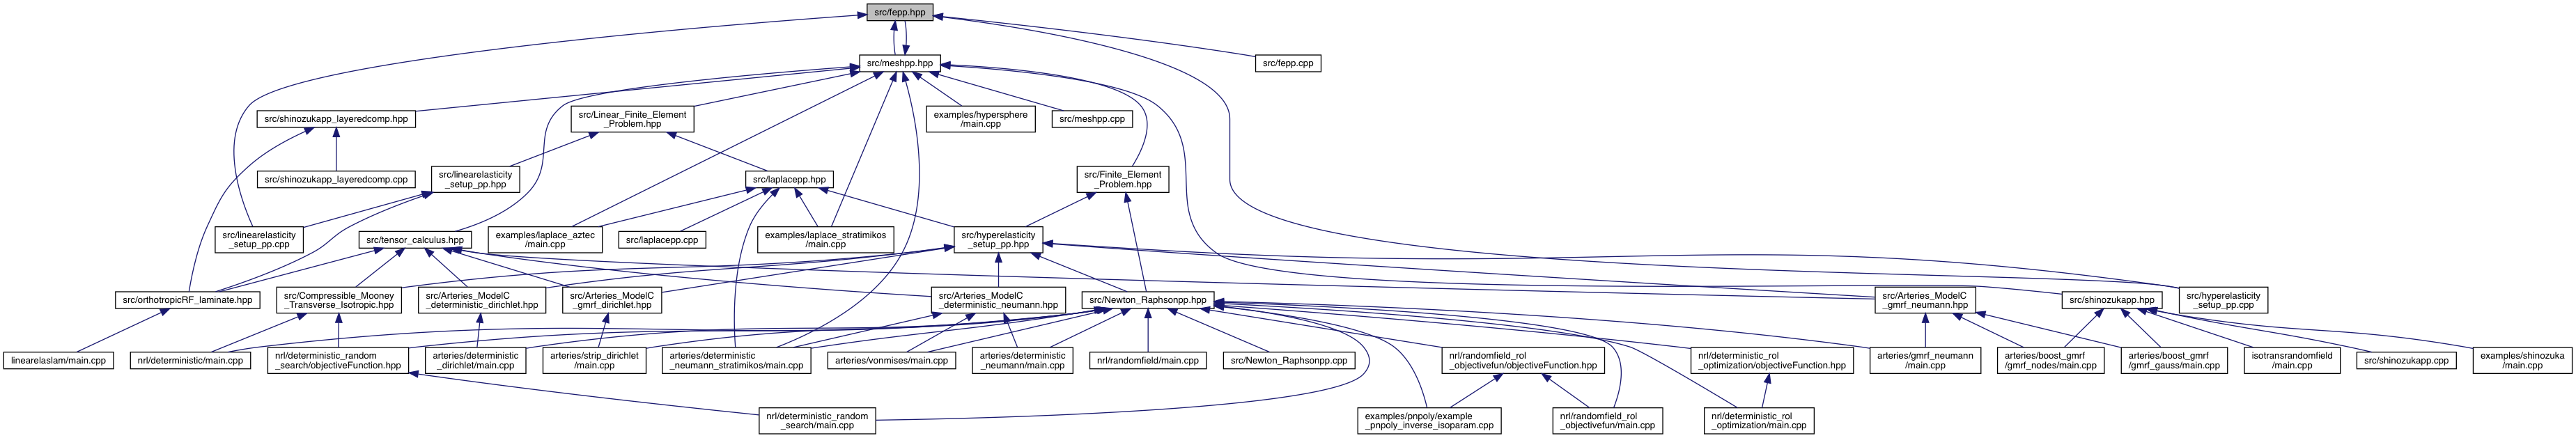 src/fepp.hpp
src/meshpp.hpp
src/fepp.cpp
src/shinozukapp_layeredcomp.hpp
src/Linear_Finite_Element
_Problem.hpp
examples/hypersphere
/main.cpp
src/meshpp.cpp
src/shinozukapp_layeredcomp.cpp
src/linearelasticity
_setup_pp.hpp
src/laplacepp.hpp
src/Finite_Element
_Problem.hpp
src/linearelasticity
_setup_pp.cpp
src/tensor_calculus.hpp
examples/laplace_aztec
/main.cpp
src/laplacepp.cpp
examples/laplace_stratimikos
/main.cpp
src/hyperelasticity
_setup_pp.hpp
src/orthotropicRF_laminate.hpp
src/Compressible_Mooney
_Transverse_Isotropic.hpp
src/Arteries_ModelC
_deterministic_dirichlet.hpp
src/Arteries_ModelC
_gmrf_dirichlet.hpp
src/Arteries_ModelC
_deterministic_neumann.hpp
src/Newton_Raphsonpp.hpp
src/Arteries_ModelC
_gmrf_neumann.hpp
src/shinozukapp.hpp
src/hyperelasticity
_setup_pp.cpp
linearelaslam/main.cpp
nrl/deterministic/main.cpp
nrl/deterministic_random
_search/objectiveFunction.hpp
arteries/deterministic
_dirichlet/main.cpp
arteries/strip_dirichlet
/main.cpp
arteries/deterministic
_neumann_stratimikos/main.cpp
arteries/vonmises/main.cpp
arteries/deterministic
_neumann/main.cpp
nrl/randomfield/main.cpp
src/Newton_Raphsonpp.cpp
nrl/randomfield_rol
_objectivefun/objectiveFunction.hpp
nrl/deterministic_rol
_optimization/objectiveFunction.hpp
arteries/gmrf_neumann
/main.cpp
arteries/boost_gmrf
/gmrf_nodes/main.cpp
arteries/boost_gmrf
/gmrf_gauss/main.cpp
isotransrandomfield
/main.cpp
src/shinozukapp.cpp
examples/shinozuka
/main.cpp
nrl/deterministic_random
_search/main.cpp
examples/pnpoly/example
_pnpoly_inverse_isoparam.cpp
nrl/randomfield_rol
_objectivefun/main.cpp
nrl/deterministic_rol
_optimization/main.cpp